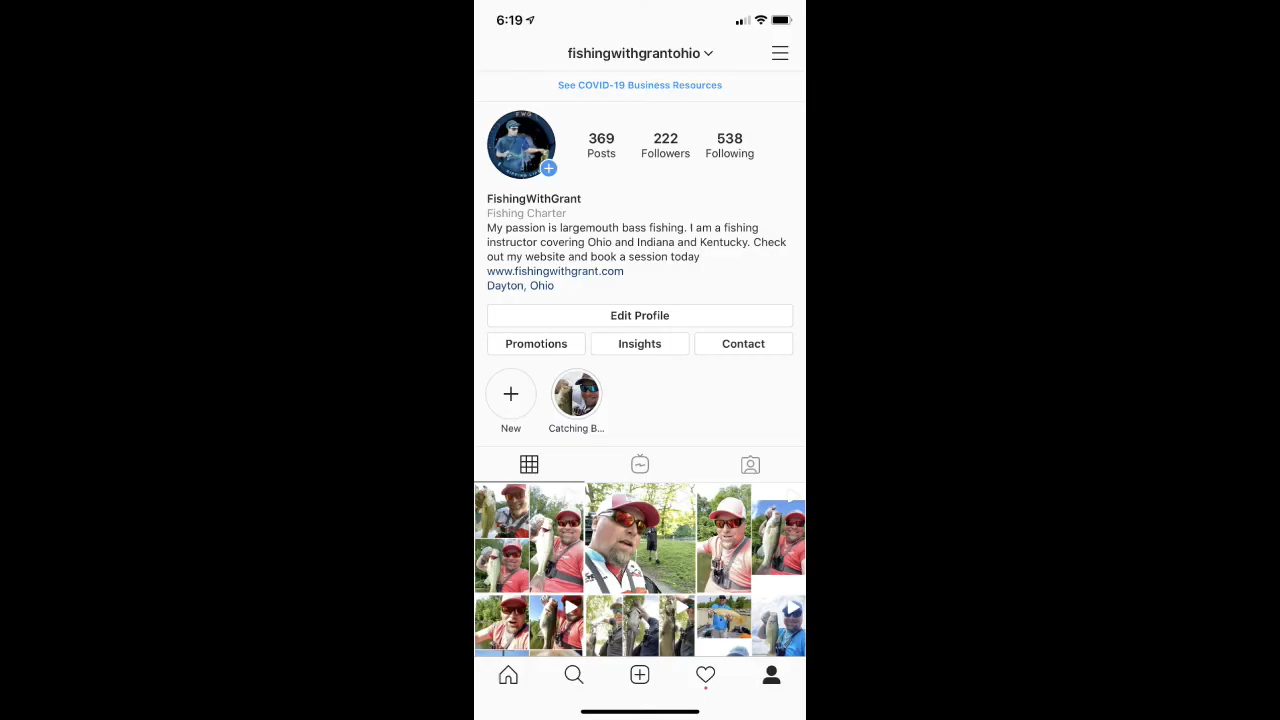 6:19
fishingwithgrantohio
See COVID-19 Business Resources
FWG
369 222 538
Posts Followers Following
FishingWithGrant
Fishing Charter
My passion is largemouth bass fishing. I am a fishing
instructor covering Ohio and Indiana and Kentucky. Check
out my website and book a session today
www.fishingwithgrant.com
Dayton, Ohio
Edit Profile
Promotions Insights Contact
New Catching B...